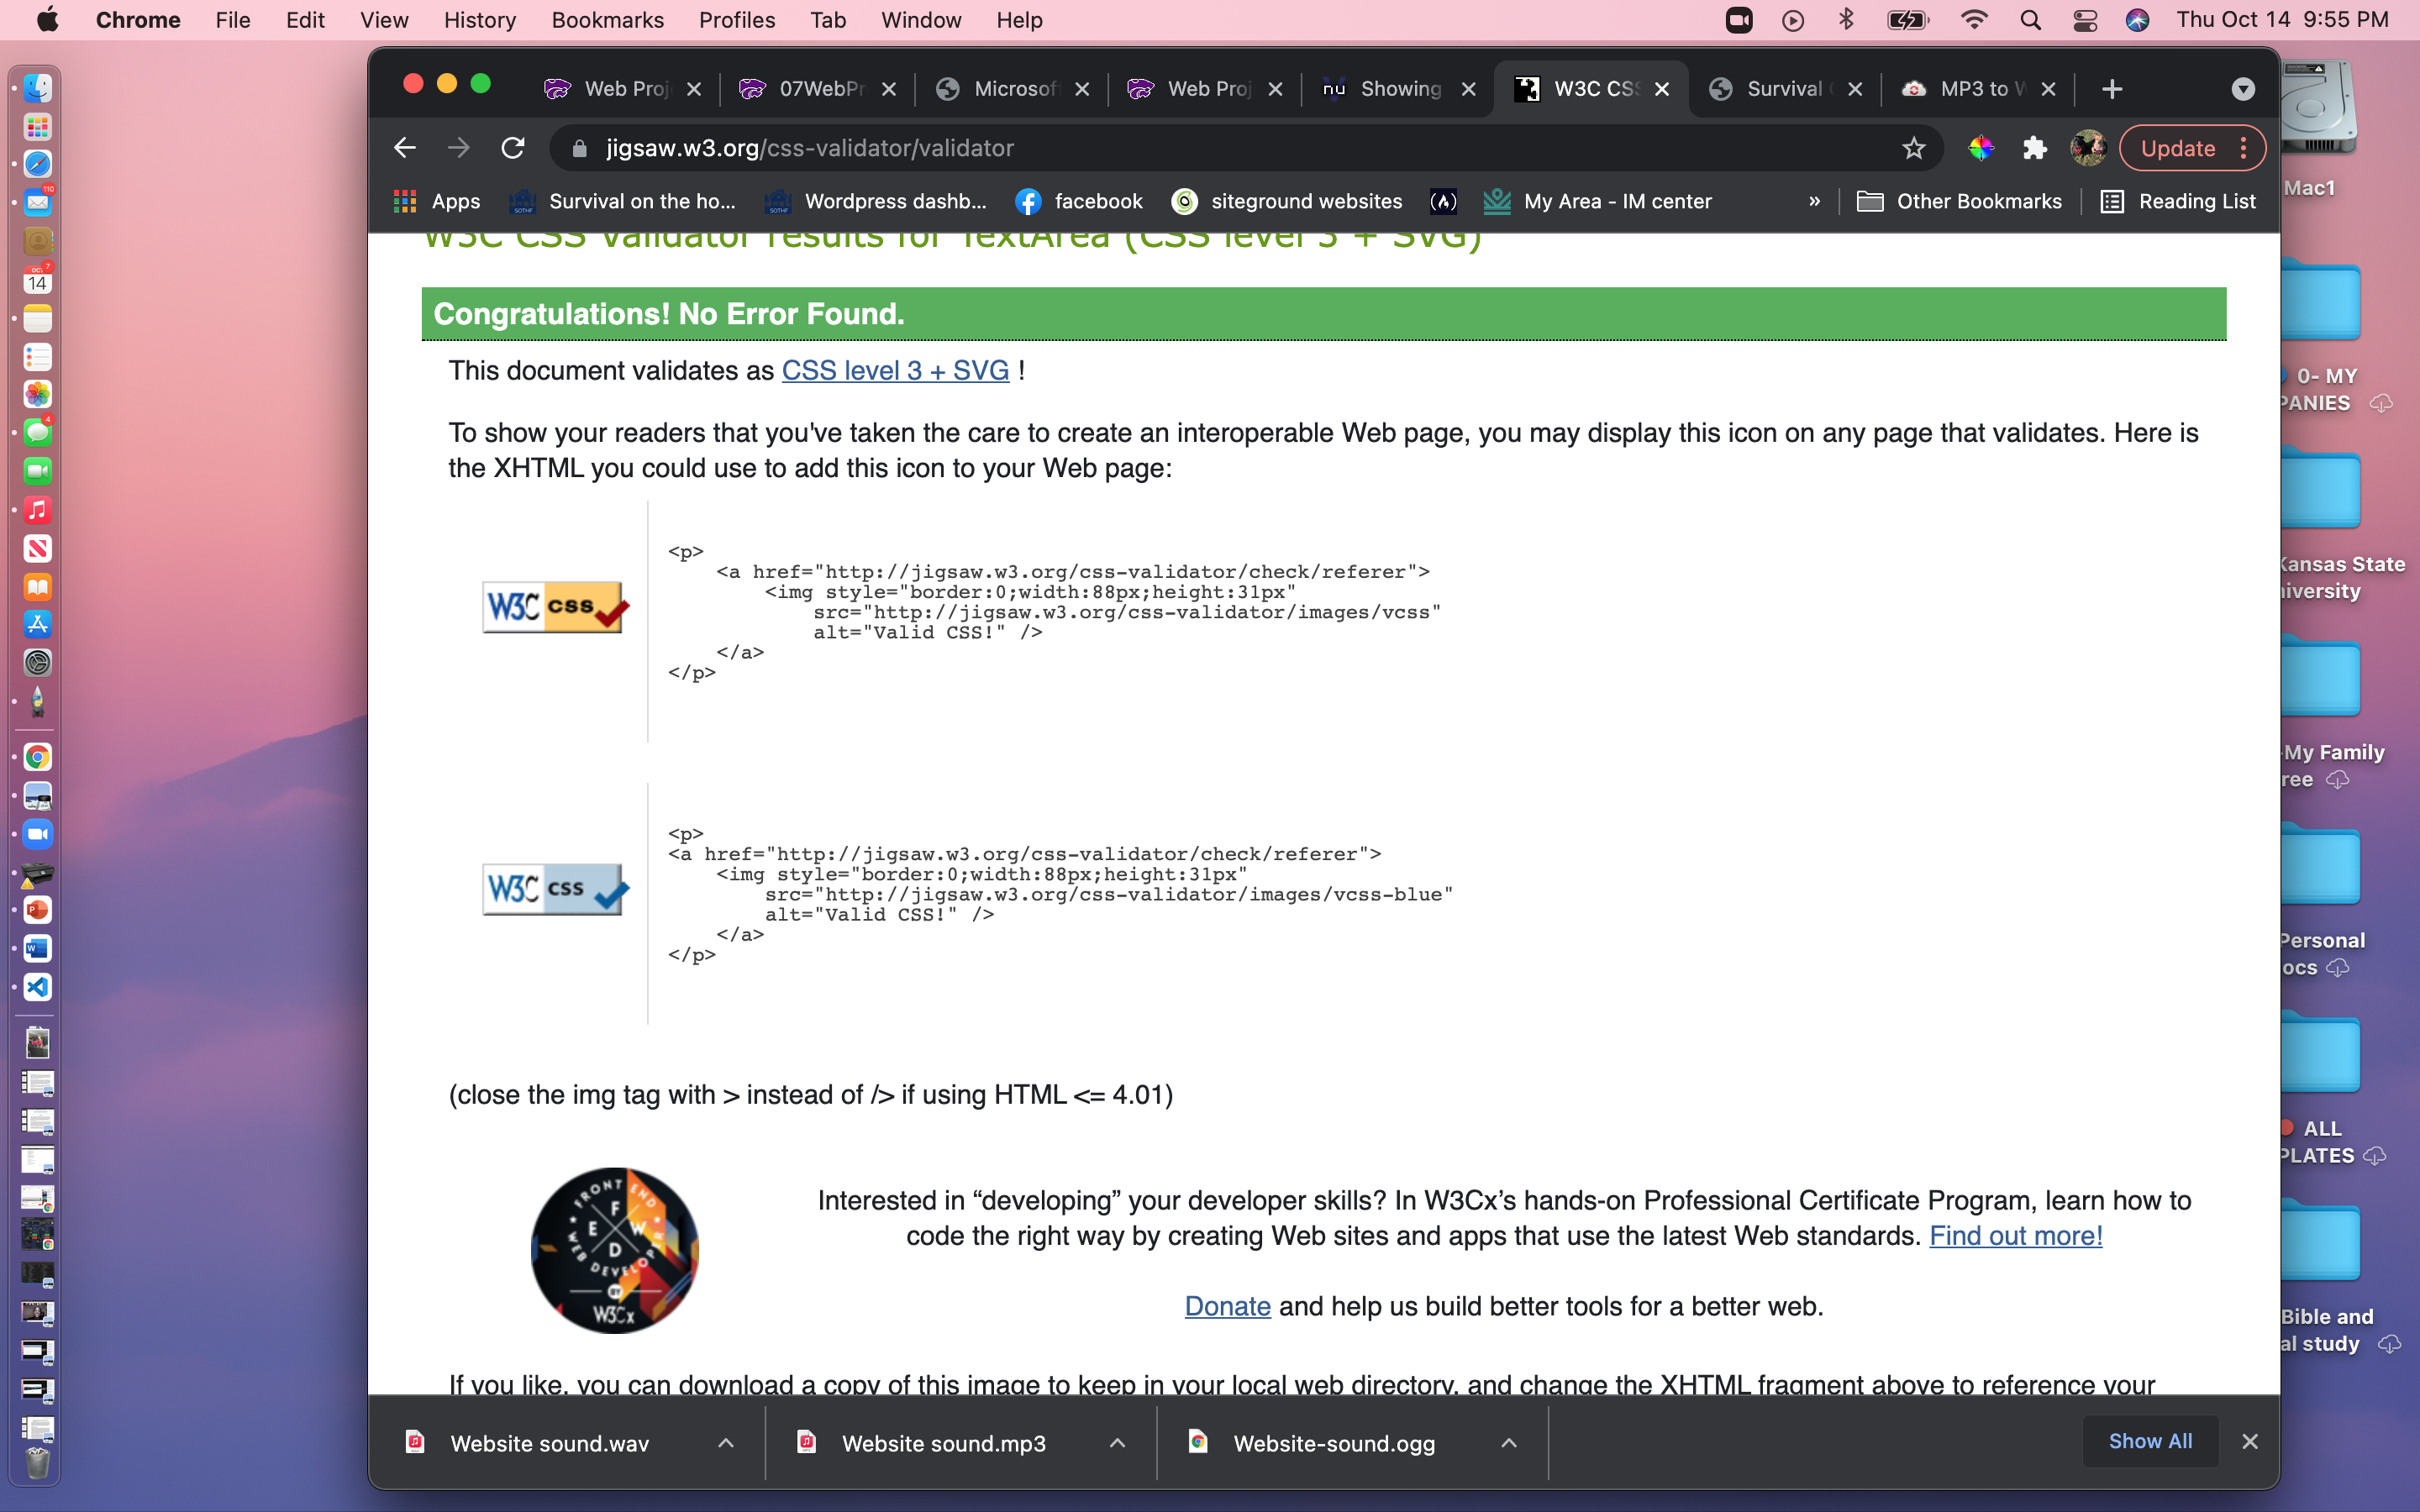 Chrome File Edit View History Bookmarks Profiles Tab Window Help Thu Oct 14 9:55 PM
Web Proj 07WebPr Microsof Web Proj nu Showing W3C CSS Survival MP3 to
jigsaw.w3.org/css-validator/validator Update
Apps Survival on the ho... Wordpress dashb... facebook siteground websites My Area - IM center » Other Bookmarks Reading List
W3C CSS Validator results for TextArea (CSS level 3 + SVG)
Congratulations! No Error Found.
This document validates as CSS level 3 + SVG !
To show your readers that you've taken the care to create an interoperable Web page, you may display this icon on any page that validates. Here is
the XHTML you could use to add this icon to your Web page:
<p>
<a href="http://jigsaw.w3.org/css-validator/check/referer">
<img style="border:0;width:88px;height:31px"
src="http://jigsaw.w3.org/css-validator/images/vcss"
alt="Valid CSS!" />
</a>
</p>
W3C css
<p>
<a href="http://jigsaw.w3.org/css-validator/check/referer">
<img style="border:0;width:88px;height:31px"
src="http://jigsaw.w3.org/css-validator/images/vcss-blue"
alt="Valid CSS!" />
</a>
</p>
W3C css
(close the img tag with > instead of /> if using HTML <= 4.01)
FRONT END
F E W D
WEB DEVELOPER
BY
W3Cx
Interested in “developing” your developer skills? In W3Cx’s hands-on Professional Certificate Program, learn how to
code the right way by creating Web sites and apps that use the latest Web standards. Find out more!
Donate and help us build better tools for a better web.
If you like, you can download a copy of this image to keep in your local web directory, and change the XHTML fragment above to reference your
Website sound.wav Website sound.mp3 Website-sound.ogg Show All
Mac1
0- MY
PANIES
Kansas State
iversity
-My Family
ree
Personal
ocs
ALL
PLATES
Bible and
al study
110
OCT 7
14
4